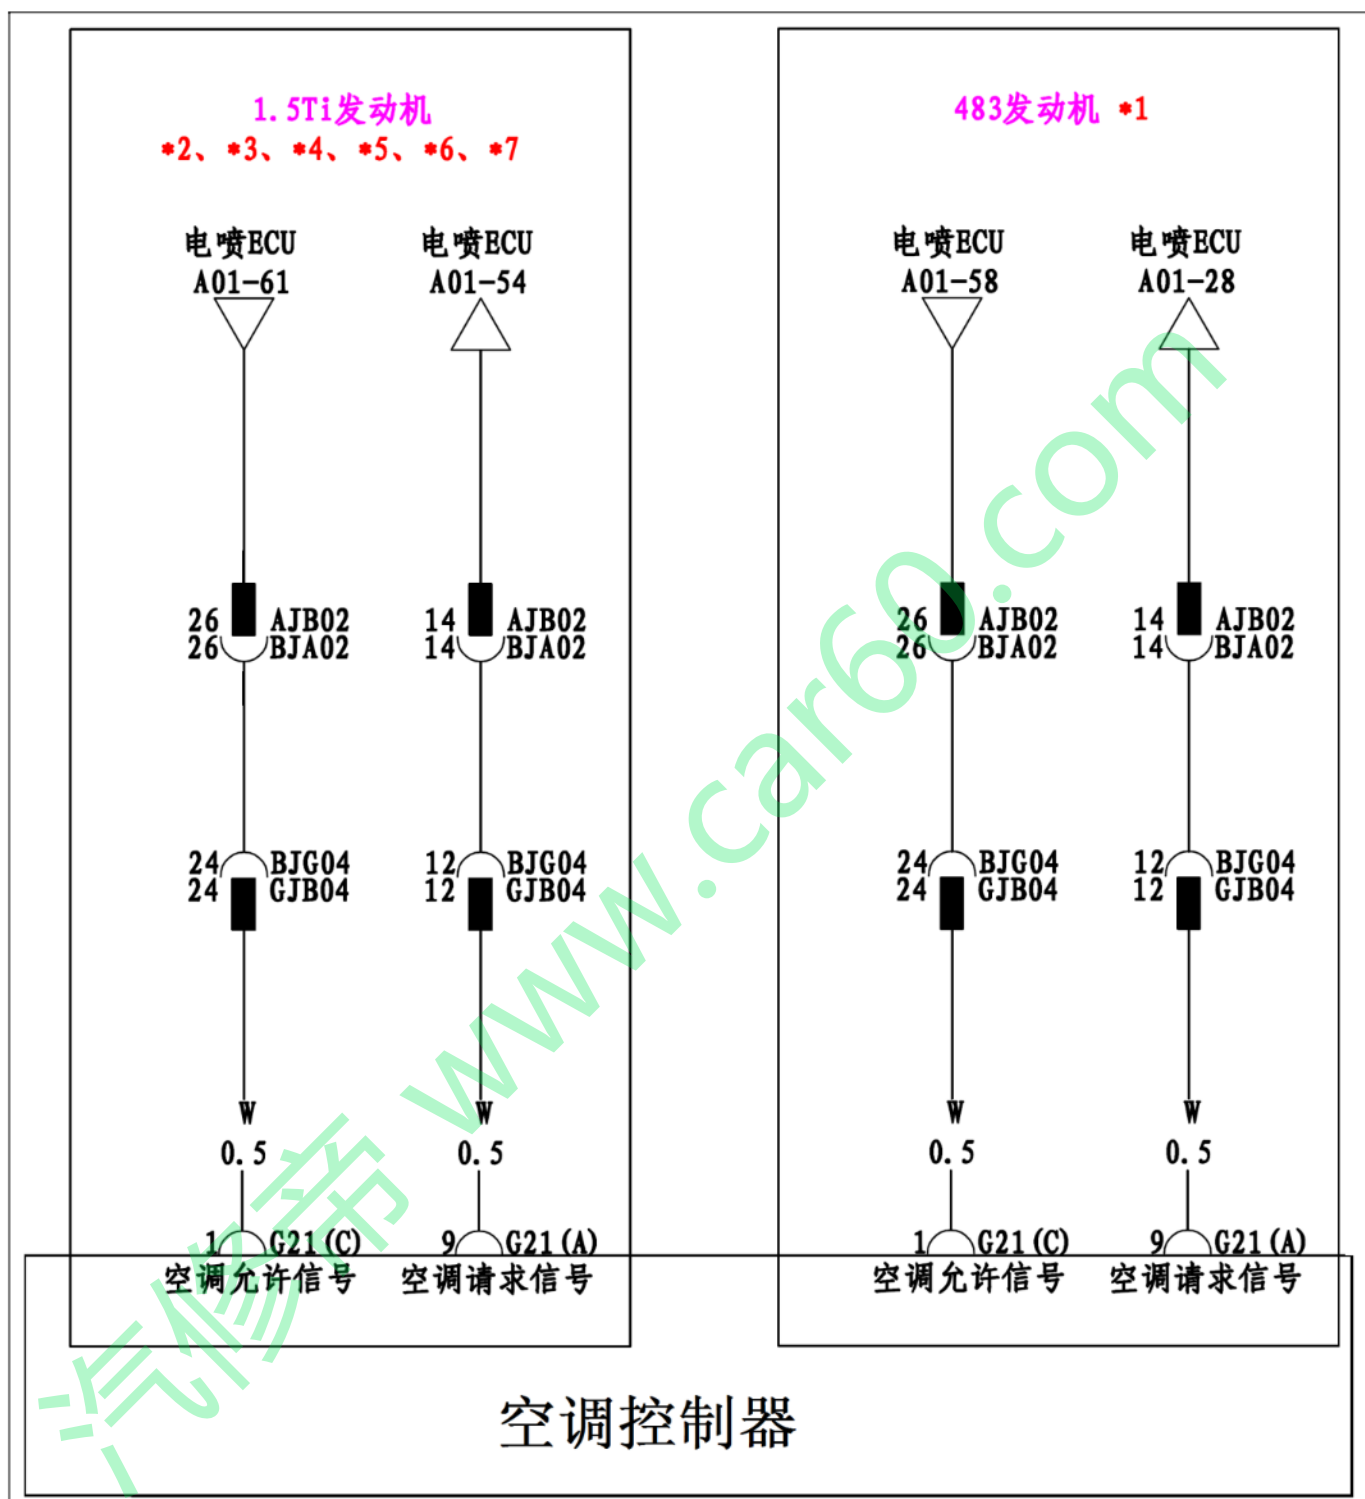 1.5Ti发动机
*2、*3、*4、*5、*6、*7
电喷ECU
A01-61
电喷ECU
A01-54
26 AJB02
26 BJA02
14 AJB02
14 BJA02
24 BJG04
24 GJB04
12 BJG04
12 GJB04
W
0.5
W
0.5
1 G21(C)
空调允许信号
9 G21(A)
空调请求信号
483发动机 *1
电喷ECU
A01-58
电喷ECU
A01-28
26 AJB02
26 BJA02
14 AJB02
14 BJA02
24 BJG04
24 GJB04
12 BJG04
12 GJB04
W
0.5
W
0.5
1 G21(C)
空调允许信号
9 G21(A)
空调请求信号
空调控制器
汽修帝 www.car60.com